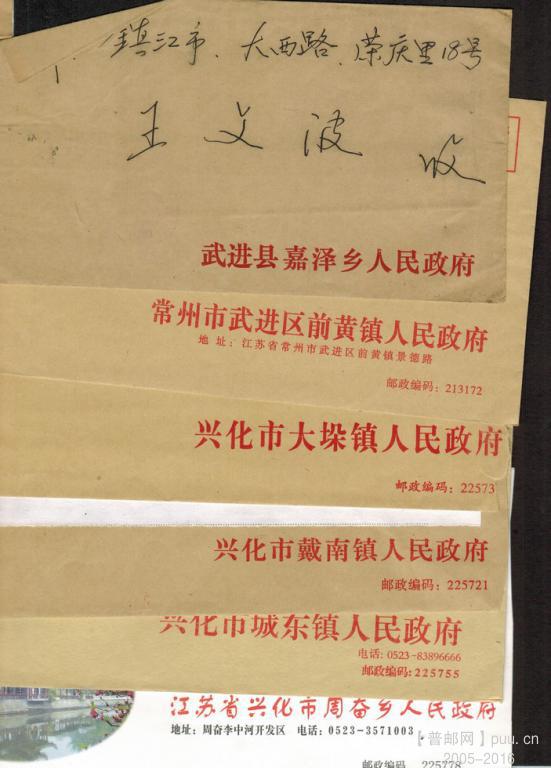 鎮江市、大西路、荣庆里18号
王文波 收
武进县嘉泽乡人民政府
常州市武进区前黄镇人民政府
地址：江苏省常州市武进区前黄镇景德路
邮政编码：213172
兴化市大垛镇人民政府
邮政编码：22573
兴化市戴南镇人民政府
邮政编码：225721
兴化市城东镇人民政府
电话：0523-83896666
邮政编码：225755
江苏省兴化市周奋乡人民政府
地址：周奋李中河开发区 电话：0523-3571003
邮政编码 225778
【普邮网】puu.cn
2005-2016